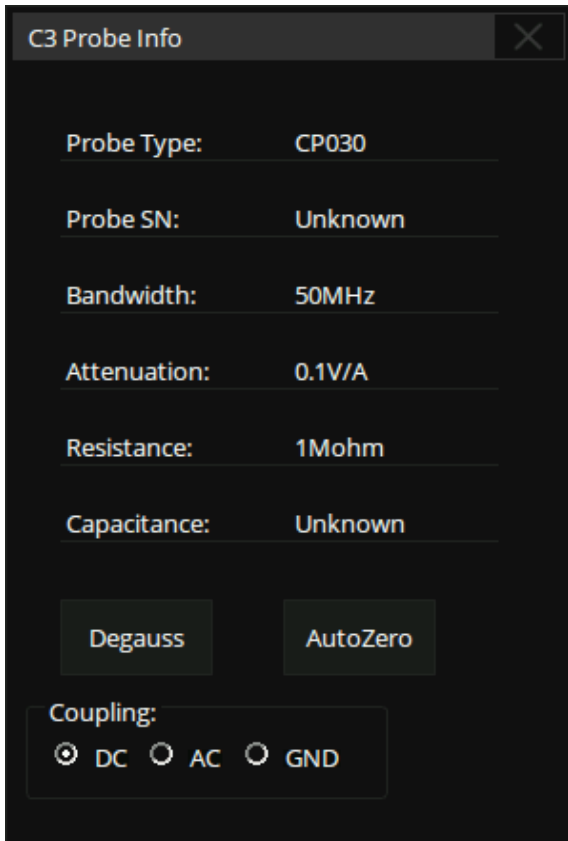 C3 Probe Info
Probe Type: CP030
Probe SN: Unknown
Bandwidth: 50MHz
Attenuation: 0.1V/A
Resistance: 1Mohm
Capacitance: Unknown
Degauss AutoZero
Coupling:
DC AC GND